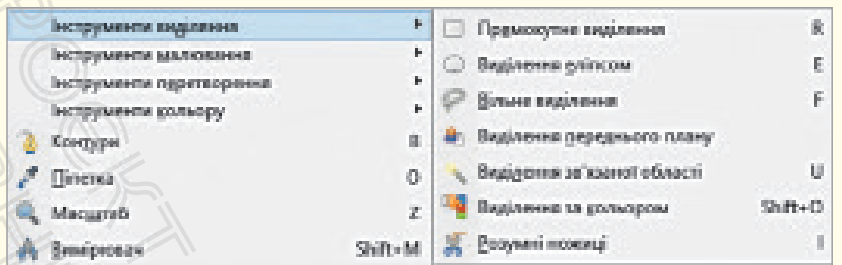 Інструменти виділення
Інструменти малювання
Інструменти перетворення
Інструменти кольору
Контури B
Піпетка O
Масштаб Z
Вимірювач Shift+M
Прямокутне виділення R
Виділення еліпсом E
Вільне виділення F
Виділення переднього плану
Виділення зв'язаної області U
Виділення за кольором Shift+O
Розумні ножиці I